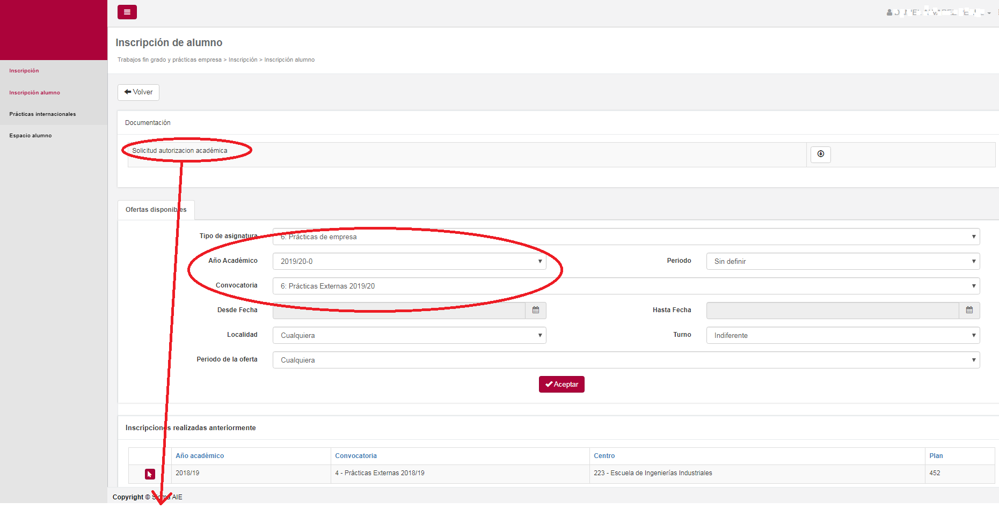 Inscripción de alumno
Trabajos fin grado y prácticas empresa > Inscripción > Inscripción alumno
Inscripción
Inscripción alumno
Prácticas internacionales
Espacio alumno
Volver
Documentación
Solicitud autorizacion académica
Ofertas disponibles
Tipo de asignatura 6: Prácticas de empresa
Año Académico 2019/20-0 Periodo Sin definir
Convocatoria 6: Prácticas Externas 2019/20
Desde Fecha Hasta Fecha
Localidad Cualquiera Turno Indiferente
Periodo de la oferta Cualquiera
Aceptar
Inscripciones realizadas anteriormente
Año académico Convocatoria Centro Plan
2018/19 4 - Prácticas Externas 2018/19 223 - Escuela de Ingenierías Industriales 452
Copyright © Sigma AIE